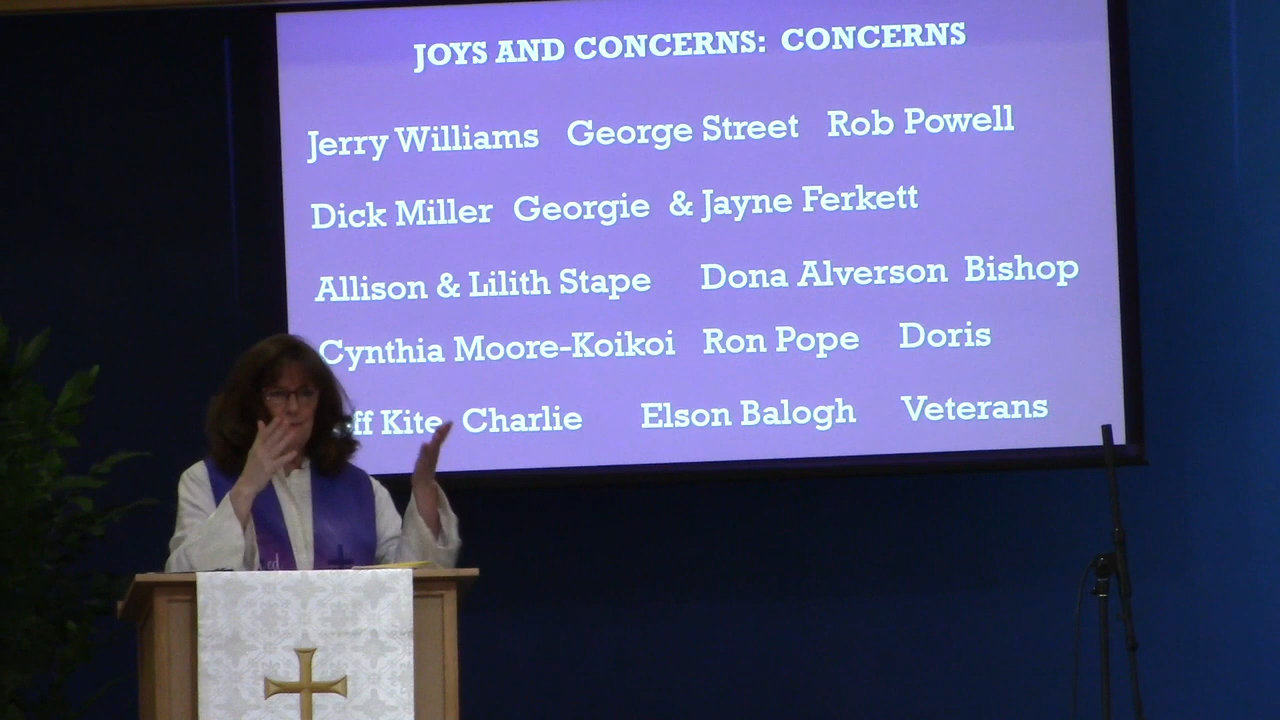 JOYS AND CONCERNS: CONCERNS
Jerry Williams George Street Rob Powell
Dick Miller Georgie & Jayne Ferkett
Allison & Lilith Stape Dona Alverson Bishop
Cynthia Moore-Koikoi Ron Pope Doris
Kite Charlie Elson Balogh Veterans